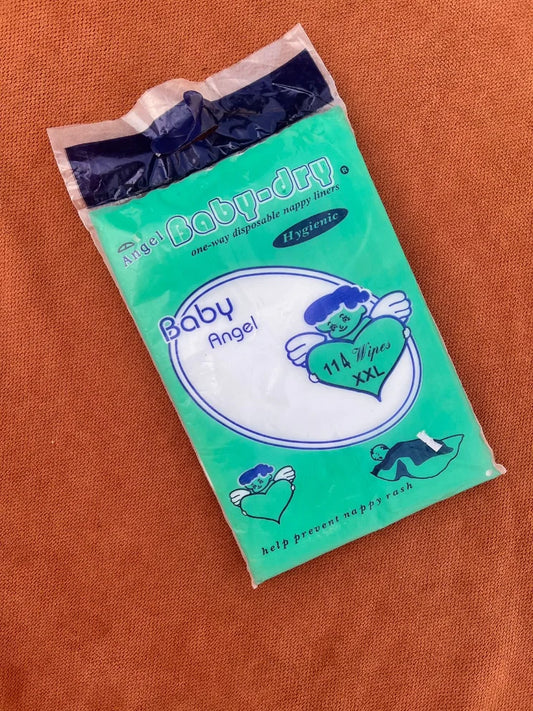 Angel Baby-dry ®
one-way disposable nappy liners
Hygienic
Baby
Angel
114 Wipes
XXL
help prevent nappy rash